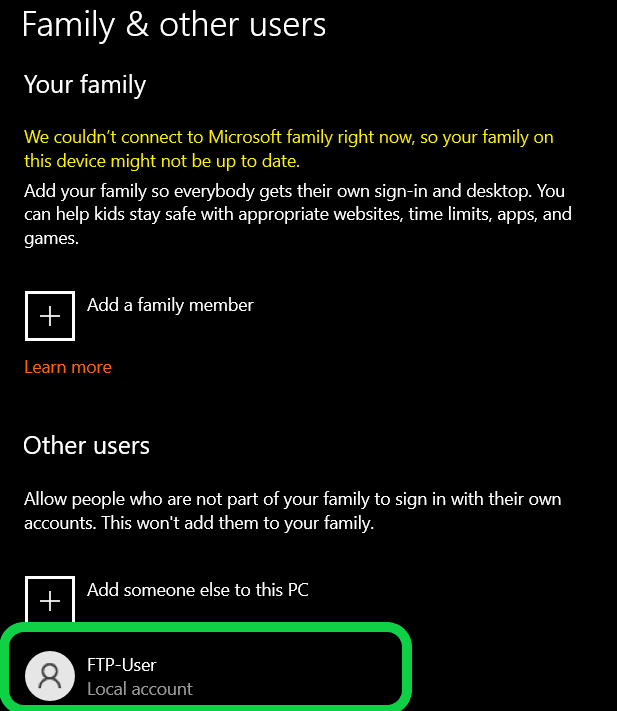 Family & other users
Your family
We couldn’t connect to Microsoft family right now, so your family on
this device might not be up to date.
Add your family so everybody gets their own sign-in and desktop. You
can help kids stay safe with appropriate websites, time limits, apps, and
games.
Add a family member
Learn more
Other users
Allow people who are not part of your family to sign in with their own
accounts. This won't add them to your family.
Add someone else to this PC
FTP-User
Local account